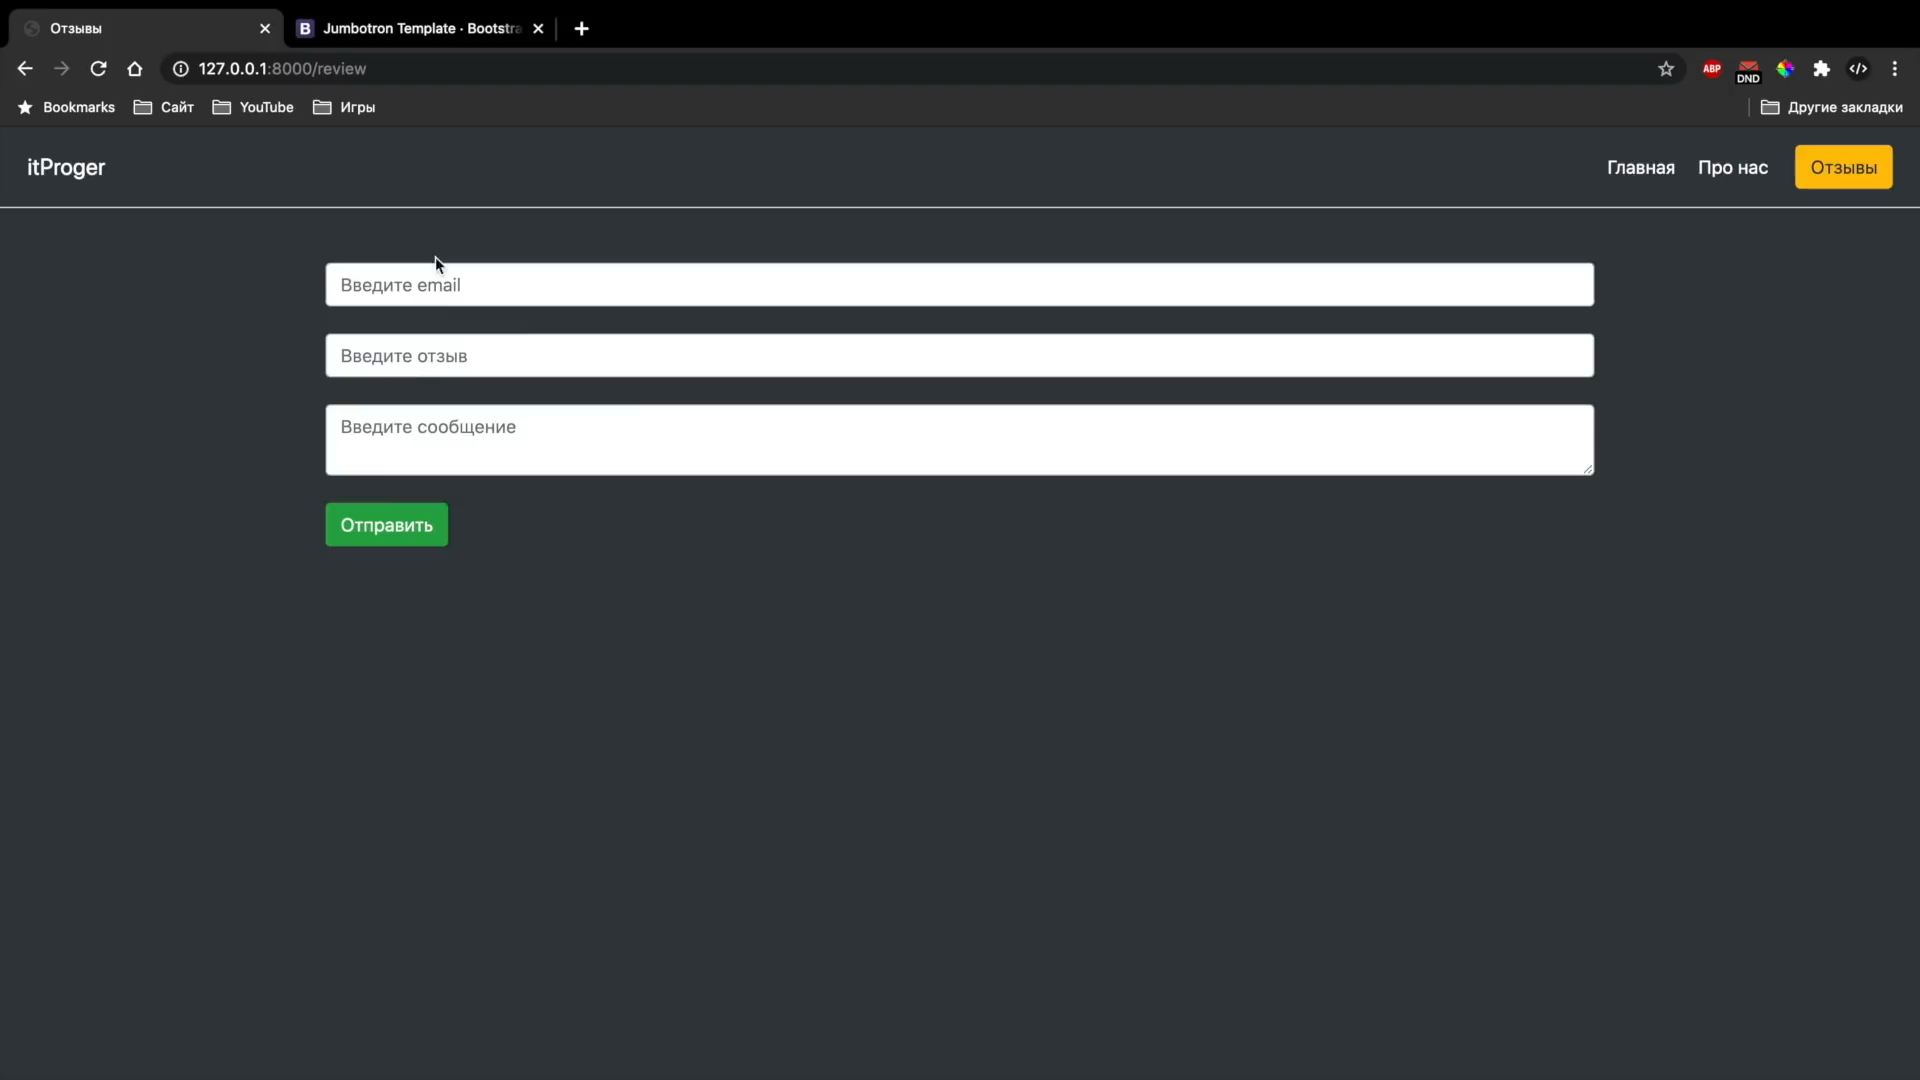 Отзывы
Jumbotron Template · Bootstra
127.0.0.1:8000/review
ABP
DND
Bookmarks
Сайт
YouTube
Игры
Другие закладки
itProger
Главная
Про нас
Отзывы
Введите email
Введите отзыв
Введите сообщение
Отправить